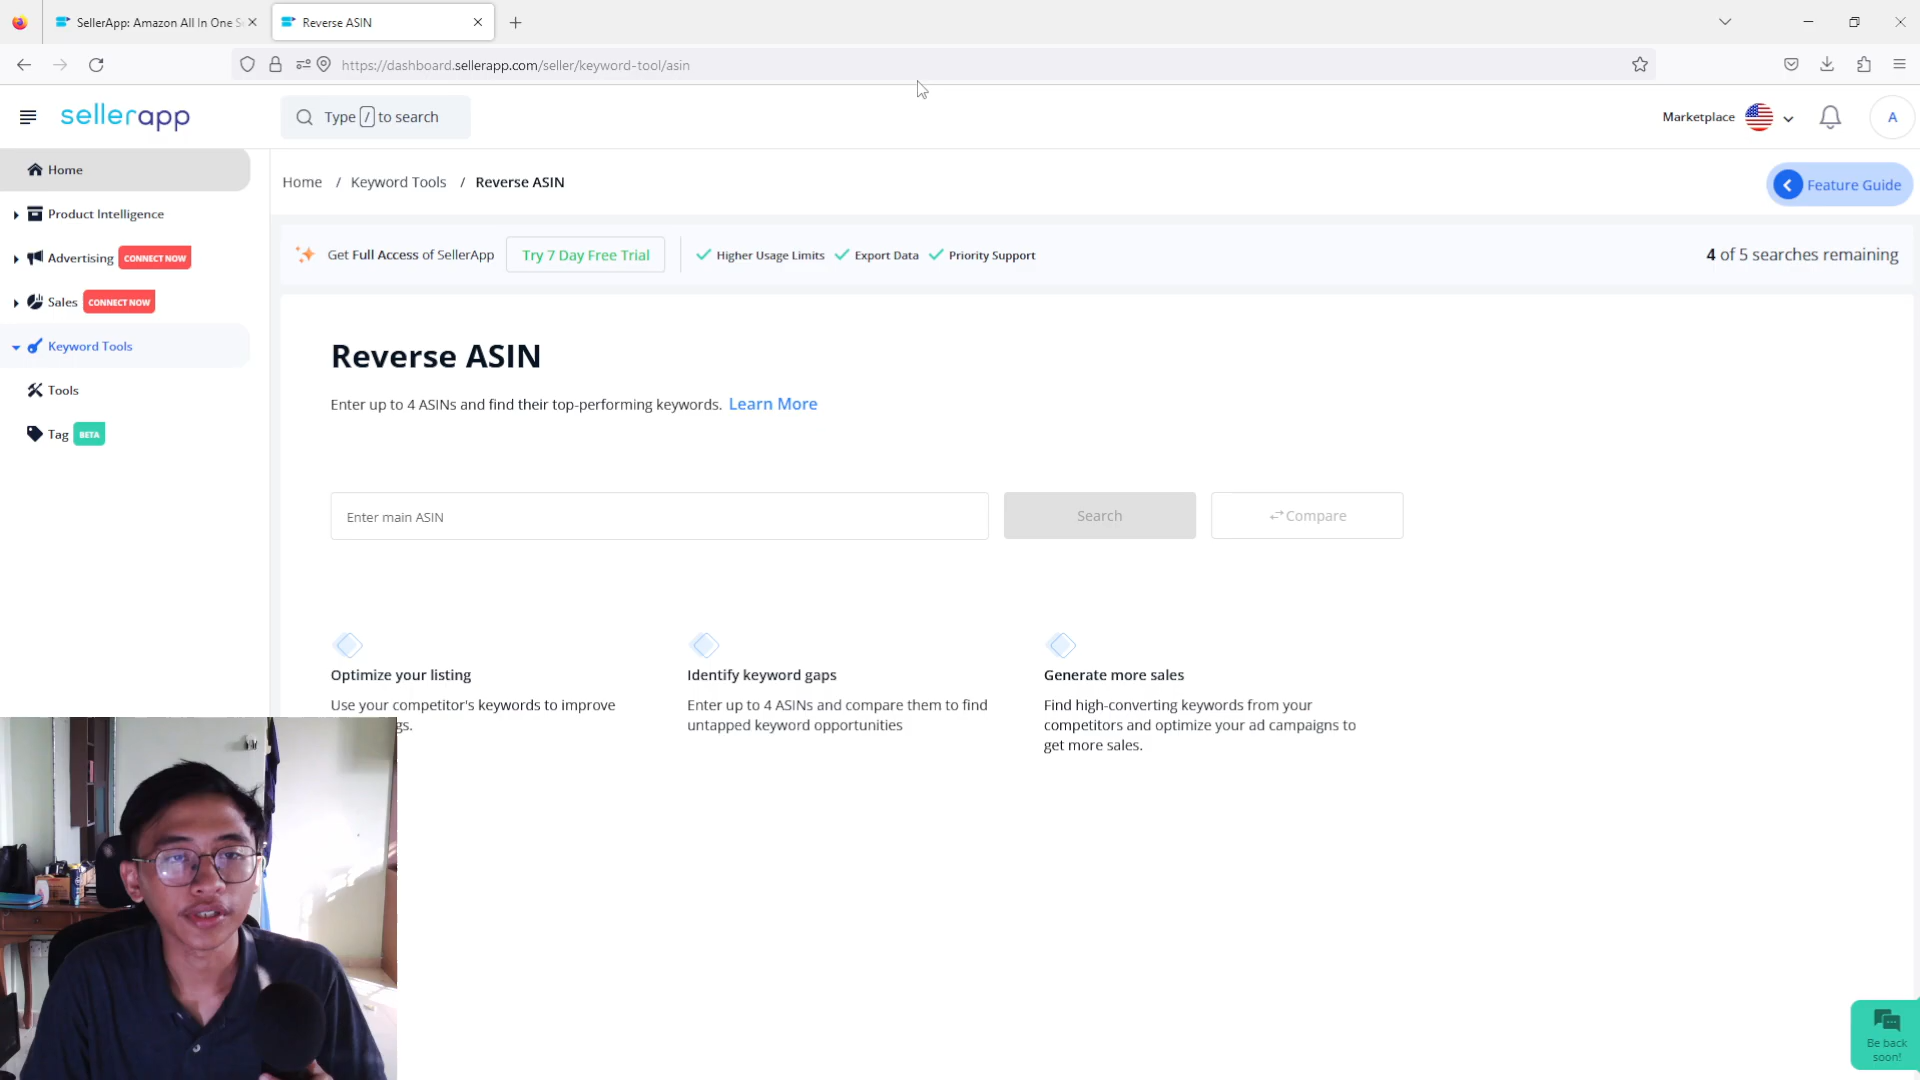 SellerApp: Amazon All In One S
Reverse ASIN
https://dashboard.sellerapp.com/seller/keyword-tool/asin
sellerapp
Type / to search
Marketplace
A
Home
Product Intelligence
Advertising CONNECT NOW
Sales CONNECT NOW
Keyword Tools
Tools
Tag BETA
Home / Keyword Tools / Reverse ASIN
Feature Guide
Get Full Access of SellerApp
Try 7 Day Free Trial
Higher Usage Limits
Export Data
Priority Support
4 of 5 searches remaining
Reverse ASIN
Enter up to 4 ASINs and find their top-performing keywords. Learn More
Enter main ASIN
Search
Compare
Optimize your listing
Use your competitor's keywords to improve
gs.
Identify keyword gaps
Enter up to 4 ASINs and compare them to find
untapped keyword opportunities
Generate more sales
Find high-converting keywords from your
competitors and optimize your ad campaigns to
get more sales.
Be back
soon!